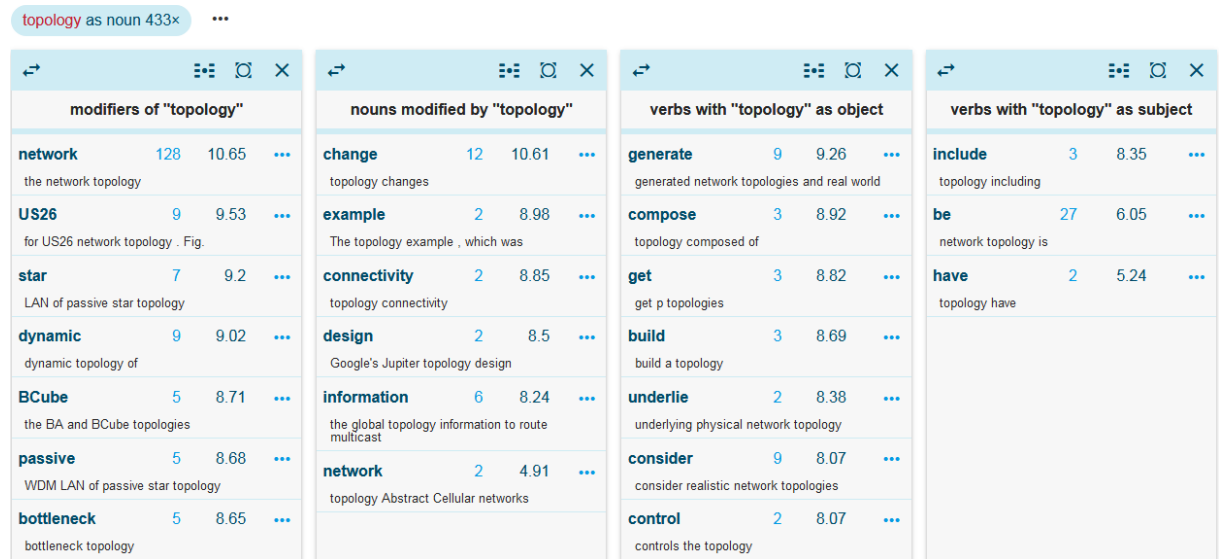 topology as noun 433× •••
modifiers of "topology"
network 128 10.65 •••
the network topology
US26 9 9.53 •••
for US26 network topology . Fig.
star 7 9.2 •••
LAN of passive star topology
dynamic 9 9.02 •••
dynamic topology of
BCube 5 8.71 •••
the BA and BCube topologies
passive 5 8.68 •••
WDM LAN of passive star topology
bottleneck 5 8.65 •••
bottleneck topology
nouns modified by "topology"
change 12 10.61 •••
topology changes
example 2 8.98 •••
The topology example , which was
connectivity 2 8.85 •••
topology connectivity
design 2 8.5 •••
Google's Jupiter topology design
information 6 8.24 •••
the global topology information to route
multicast
network 2 4.91 •••
topology Abstract Cellular networks
verbs with "topology" as object
generate 9 9.26 •••
generated network topologies and real world
compose 3 8.92 •••
topology composed of
get 3 8.82 •••
get p topologies
build 3 8.69 •••
build a topology
underlie 2 8.38 •••
underlying physical network topology
consider 9 8.07 •••
consider realistic network topologies
control 2 8.07 •••
controls the topology
verbs with "topology" as subject
include 3 8.35 •••
topology including
be 27 6.05 •••
network topology is
have 2 5.24 •••
topology have